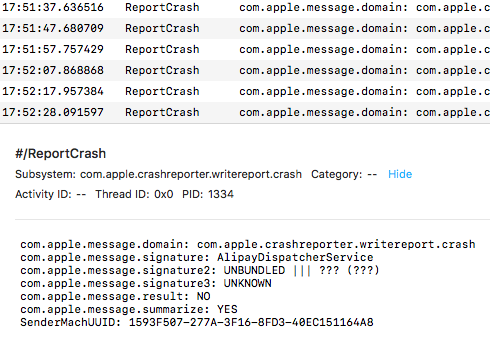 17:51:37.636516 ReportCrash com.apple.message.domain: com.apple.c
17:51:47.680709 ReportCrash com.apple.message.domain: com.apple.c
17:51:57.757429 ReportCrash com.apple.message.domain: com.apple.c
17:52:07.868868 ReportCrash com.apple.message.domain: com.apple.c
17:52:17.957384 ReportCrash com.apple.message.domain: com.apple.c
17:52:28.091597 ReportCrash com.apple.message.domain: com.apple.c
#/ReportCrash
Subsystem: com.apple.crashreporter.writereport.crash Category: -- Hide
Activity ID: -- Thread ID: 0x0 PID: 1334
com.apple.message.domain: com.apple.crashreporter.writereport.crash
com.apple.message.signature: AlipayDispatcherService
com.apple.message.signature2: UNBUNDLED ||| ??? (???)
com.apple.message.signature3: UNKNOWN
com.apple.message.result: NO
com.apple.message.summarize: YES
SenderMachUUID: 1593F507-277A-3F16-8FD3-40EC151164A8